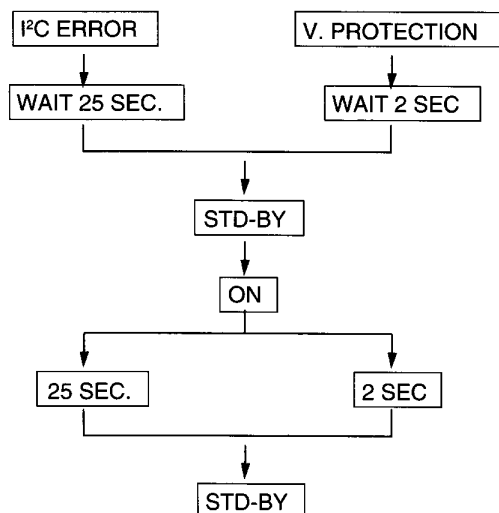 I²C ERROR
V. PROTECTION
WAIT 25 SEC.
WAIT 2 SEC
STD-BY
ON
25 SEC.
2 SEC
STD-BY